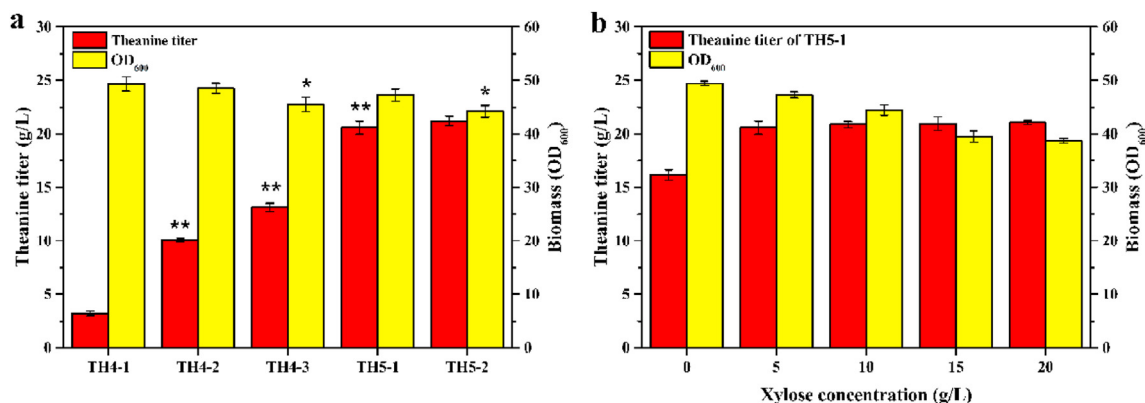 a
Theanine titer
OD600
Theanine titer (g/L)
30
25
20
15
10
5
0
**
**
*
**
*
60
50
40
30
20
10
0
Biomass (OD600)
TH4-1 TH4-2 TH4-3 TH5-1 TH5-2
b
Theanine titer of TH5-1
OD600
Theanine titer (g/L)
30
25
20
15
10
5
0
60
50
40
30
20
10
0
Biomass (OD600)
0 5 10 15 20
Xylose concentration (g/L)